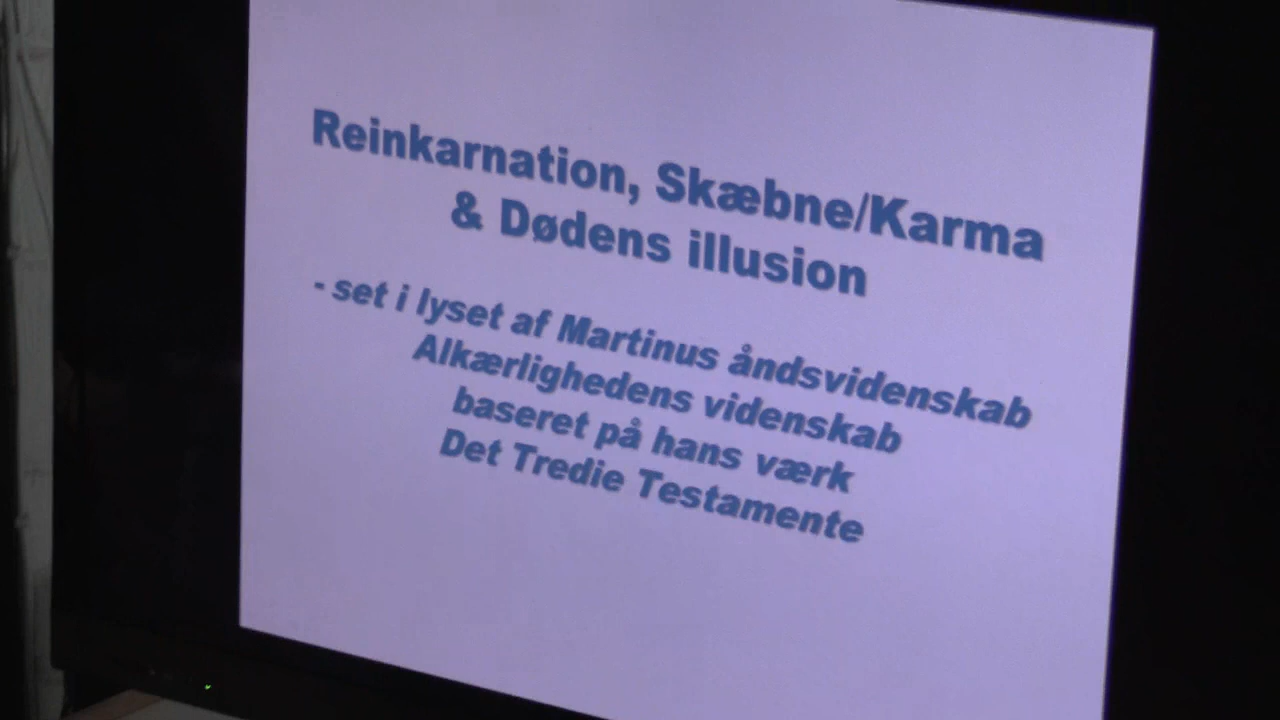 Reinkarnation, Skæbne/Karma
& Dødens illusion
- set i lyset af Martinus åndsvidenskab
Alkærlighedens videnskab
baseret på hans værk
Det Tredie Testamente